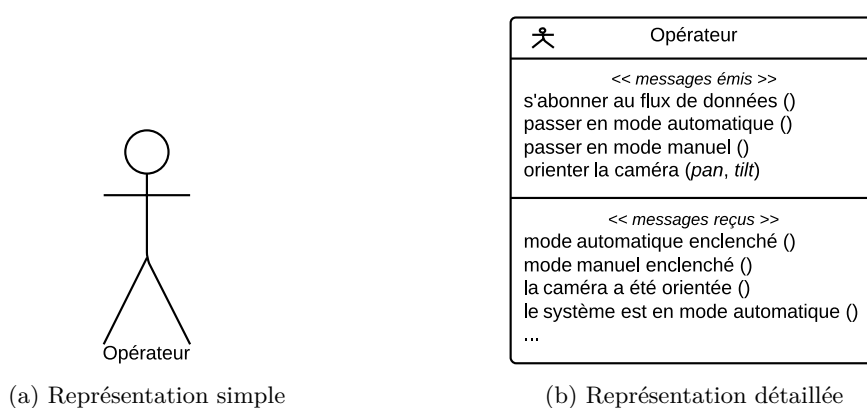 Opérateur
(a) Représentation simple
Opérateur
<< messages émis >>
s'abonner au flux de données ()
passer en mode automatique ()
passer en mode manuel ()
orienter la caméra (pan, tilt)
<< messages reçus >>
mode automatique enclenché ()
mode manuel enclenché ()
la caméra a été orientée ()
le système est en mode automatique ()
...
(b) Représentation détaillée